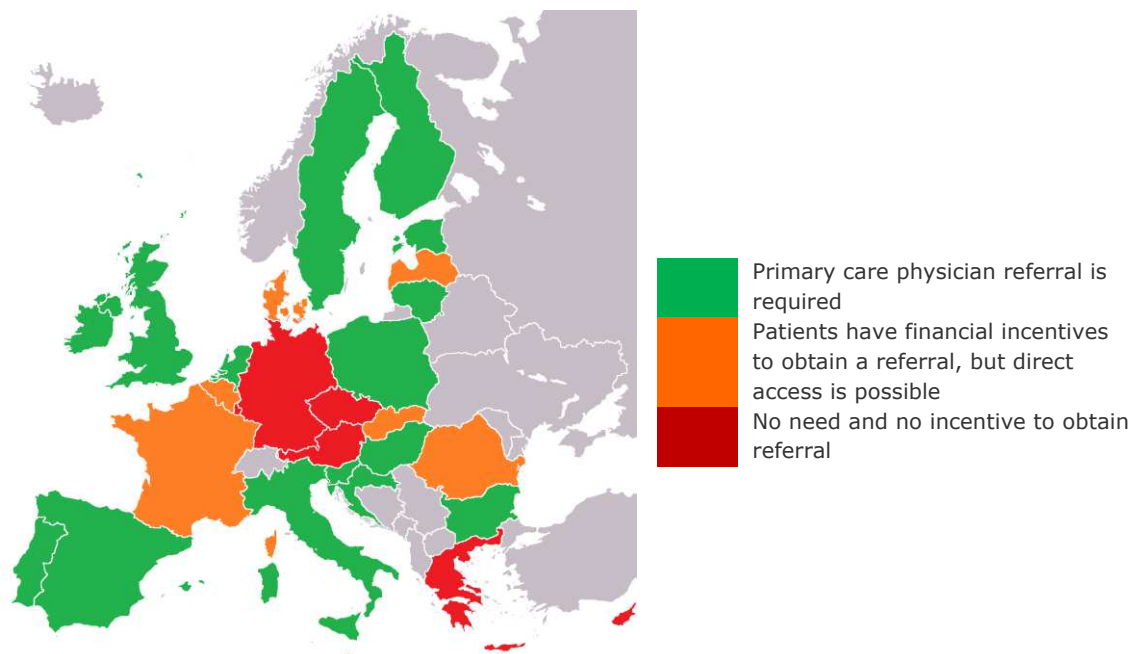 Primary care physician referral is
required
Patients have financial incentives
to obtain a referral, but direct
access is possible
No need and no incentive to obtain
referral